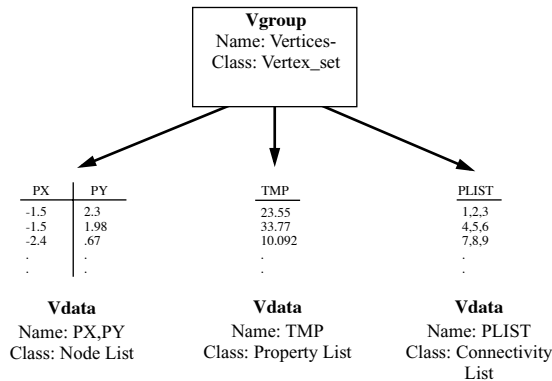 Vgroup
Name: Vertices-
Class: Vertex_set
PX PY
-1.5 2.3
-1.5 1.98
-2.4 .67
. .
. .
TMP
23.55
33.77
10.092
.
.
PLIST
1,2,3
4,5,6
7,8,9
.
.
Vdata
Name: PX,PY
Class: Node List
Vdata
Name: TMP
Class: Property List
Vdata
Name: PLIST
Class: Connectivity
List